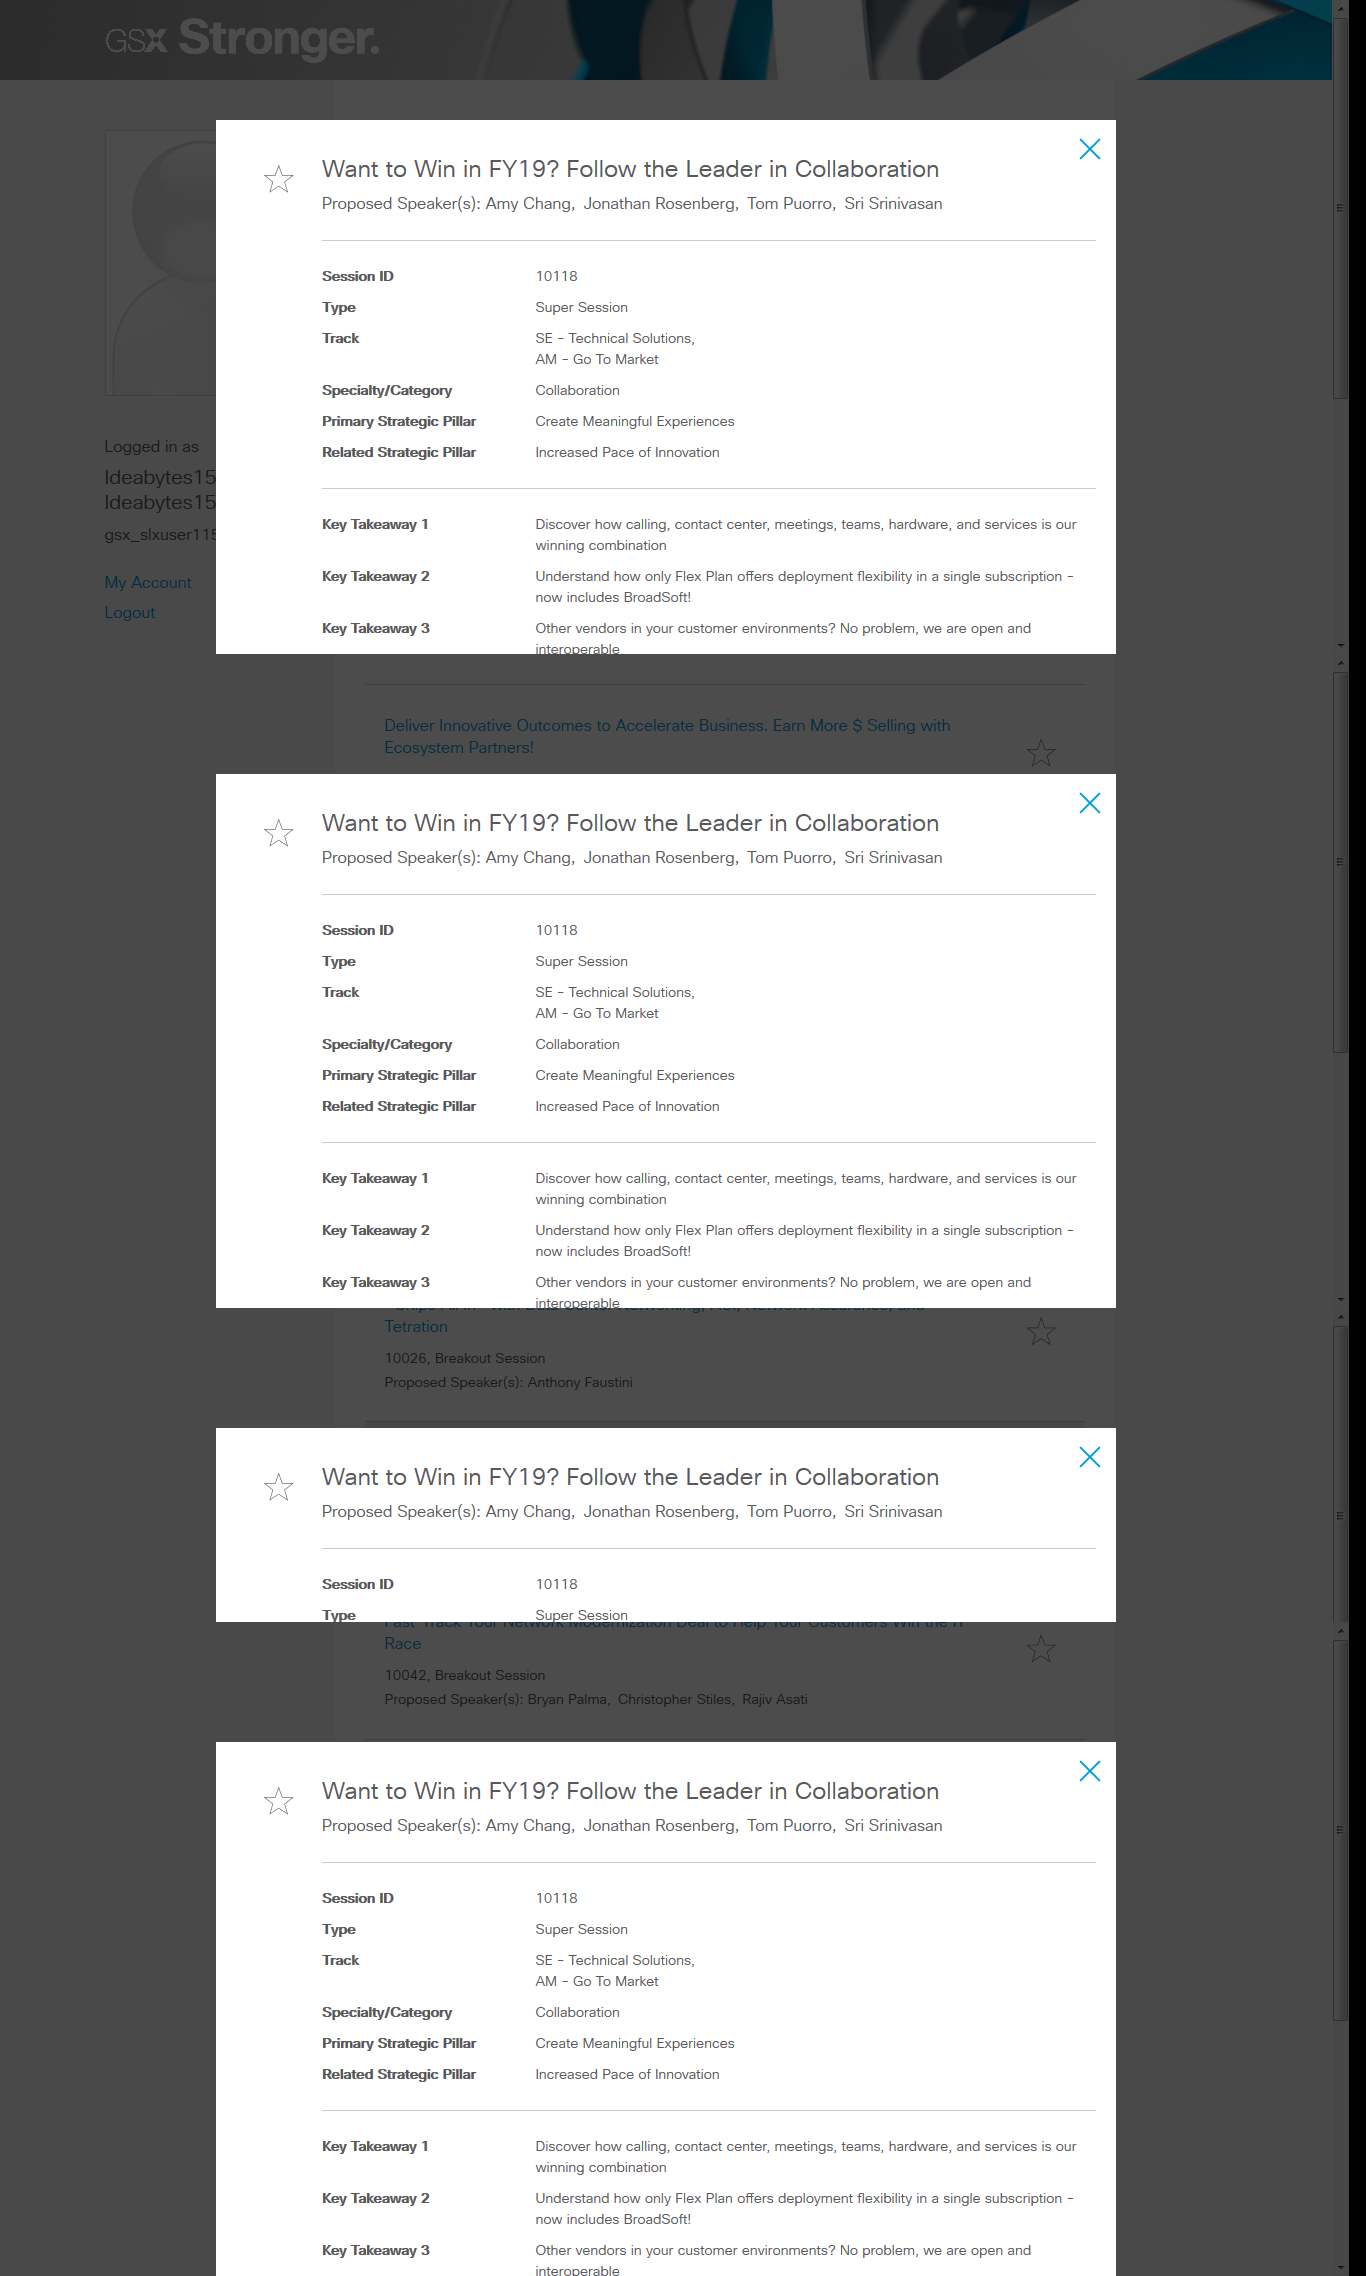 GSX Stronger.
Want to Win in FY19? Follow the Leader in Collaboration
Proposed Speaker(s): Amy Chang, Jonathan Rosenberg, Tom Puorro, Sri Srinivasan
Session ID 10118
Type Super Session
Track SE - Technical Solutions,
AM - Go To Market
Specialty/Category Collaboration
Primary Strategic Pillar Create Meaningful Experiences
Related Strategic Pillar Increased Pace of Innovation
Logged in as
Ideabytes15
Ideabytes15
gsx_slxuser115
My Account
Logout
Key Takeaway 1 Discover how calling, contact center, meetings, teams, hardware, and services is our
winning combination
Key Takeaway 2 Understand how only Flex Plan offers deployment flexibility in a single subscription -
now includes BroadSoft!
Key Takeaway 3 Other vendors in your customer environments? No problem, we are open and
interoperable
Deliver Innovative Outcomes to Accelerate Business. Earn More $ Selling with
Ecosystem Partners!
Want to Win in FY19? Follow the Leader in Collaboration
Proposed Speaker(s): Amy Chang, Jonathan Rosenberg, Tom Puorro, Sri Srinivasan
Session ID 10118
Type Super Session
Track SE - Technical Solutions,
AM - Go To Market
Specialty/Category Collaboration
Primary Strategic Pillar Create Meaningful Experiences
Related Strategic Pillar Increased Pace of Innovation
Key Takeaway 1 Discover how calling, contact center, meetings, teams, hardware, and services is our
winning combination
Key Takeaway 2 Understand how only Flex Plan offers deployment flexibility in a single subscription -
now includes BroadSoft!
Key Takeaway 3 Other vendors in your customer environments? No problem, we are open and
interoperable
Tetration
10026, Breakout Session
Proposed Speaker(s): Anthony Faustini
Want to Win in FY19? Follow the Leader in Collaboration
Proposed Speaker(s): Amy Chang, Jonathan Rosenberg, Tom Puorro, Sri Srinivasan
Session ID 10118
Type Super Session
Fast-Track Your Network Modernization Deal to Help Your Customers Win the IT
Race
10042, Breakout Session
Proposed Speaker(s): Bryan Palma, Christopher Stiles, Rajiv Asati
Want to Win in FY19? Follow the Leader in Collaboration
Proposed Speaker(s): Amy Chang, Jonathan Rosenberg, Tom Puorro, Sri Srinivasan
Session ID 10118
Type Super Session
Track SE - Technical Solutions,
AM - Go To Market
Specialty/Category Collaboration
Primary Strategic Pillar Create Meaningful Experiences
Related Strategic Pillar Increased Pace of Innovation
Key Takeaway 1 Discover how calling, contact center, meetings, teams, hardware, and services is our
winning combination
Key Takeaway 2 Understand how only Flex Plan offers deployment flexibility in a single subscription -
now includes BroadSoft!
Key Takeaway 3 Other vendors in your customer environments? No problem, we are open and
interoperable